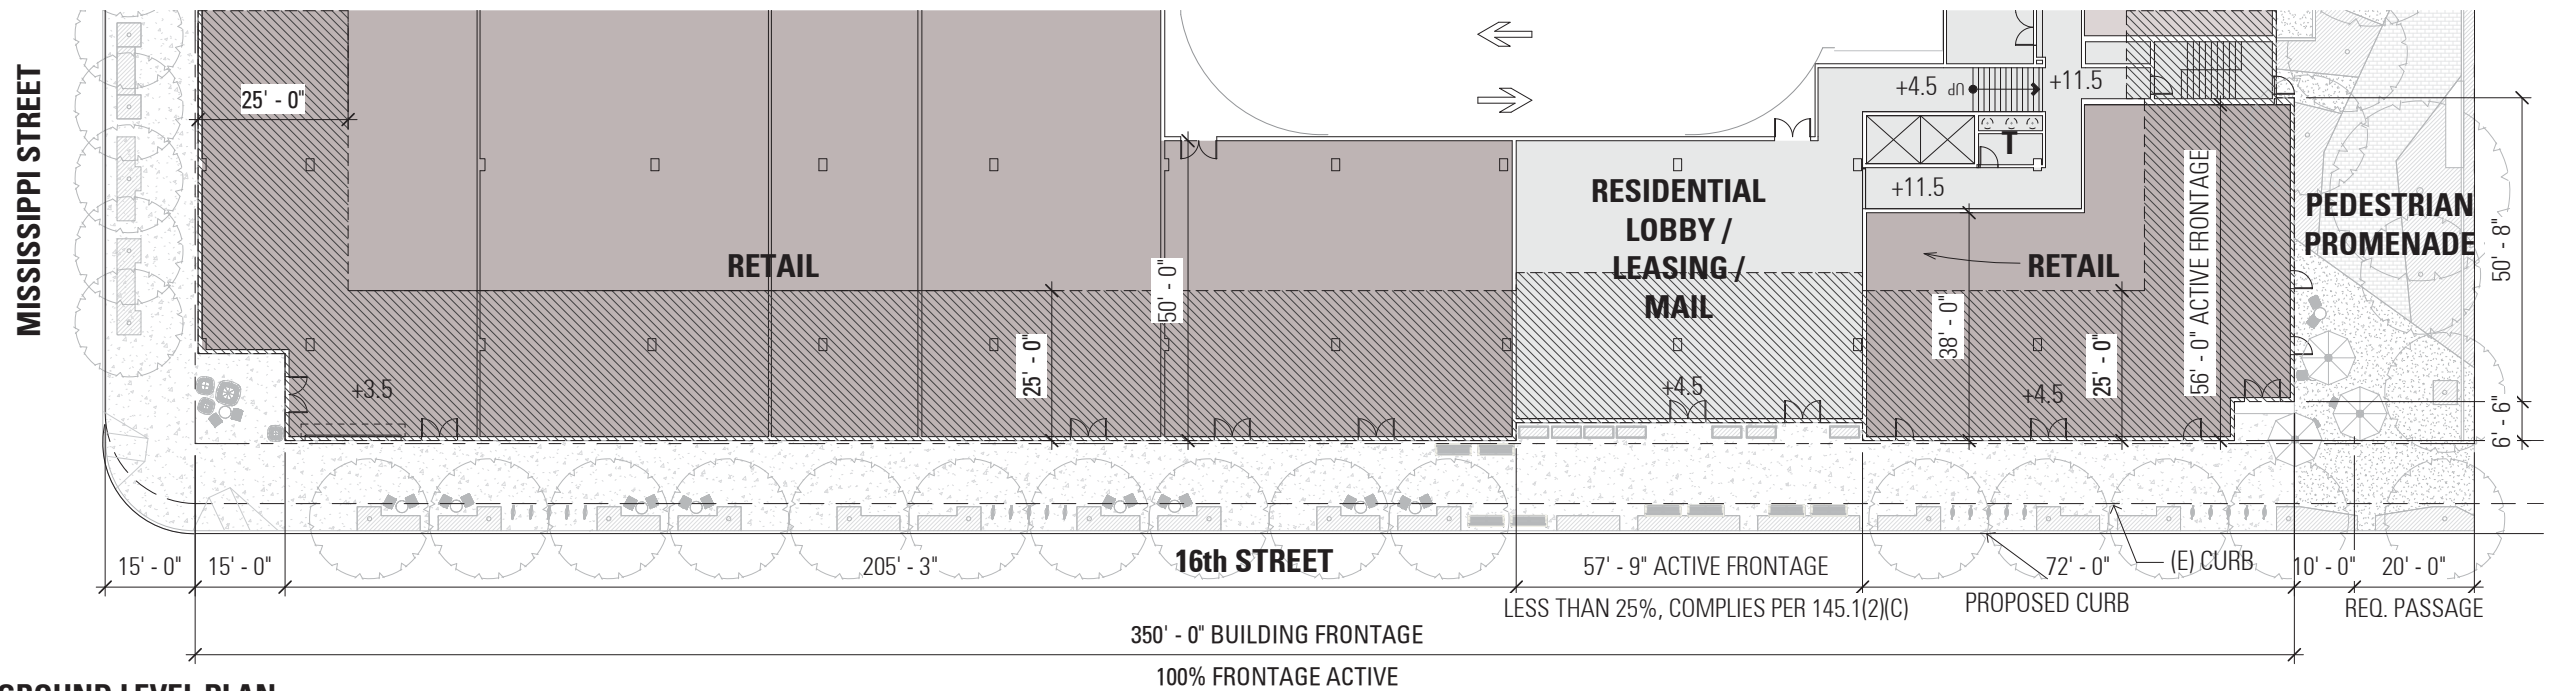 MISSISSIPPI STREET
25' - 0"
+4.5
UP
+11.5
T
+11.5
RESIDENTIAL
LOBBY /
LEASING /
MAIL
RETAIL
50' - 0"
25' - 0"
+3.5
+4.5
RETAIL
38' - 0"
25' - 0"
56' - 0" ACTIVE FRONTAGE
+4.5
PEDESTRIAN
PROMENADE
50' - 8"
6' - 6"
15' - 0"
15' - 0"
205' - 3"
16th STREET
57' - 9" ACTIVE FRONTAGE
72' - 0"
(E) CURB
10' - 0"
20' - 0"
LESS THAN 25%, COMPLIES PER 145.1(2)(C)
PROPOSED CURB
REQ. PASSAGE
350' - 0" BUILDING FRONTAGE
100% FRONTAGE ACTIVE
GROUND LEVEL PLAN